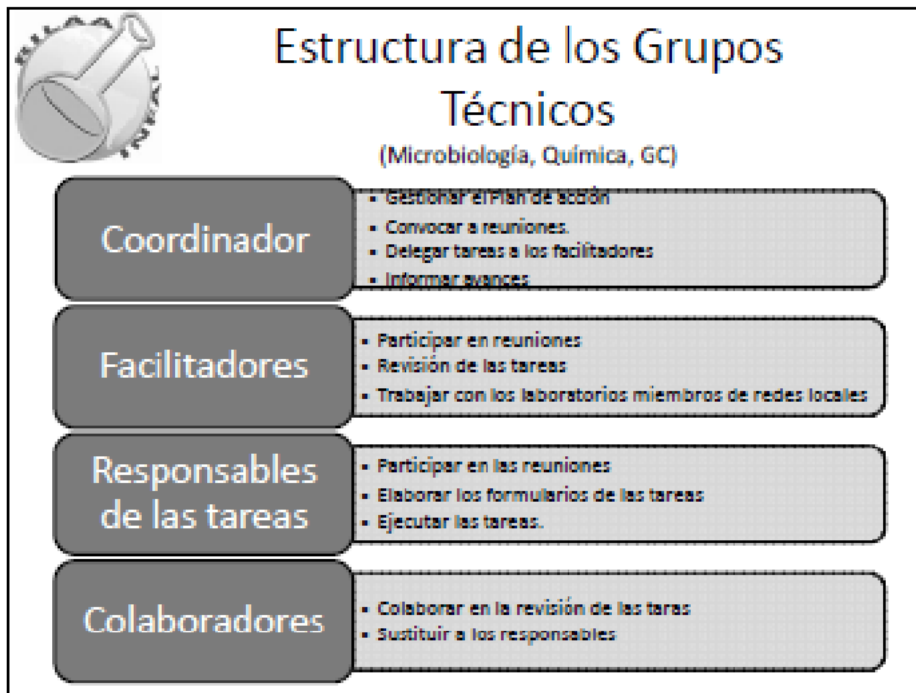 RILAA
INFAL
Estructura de los Grupos
Técnicos
(Microbiología, Química, GC)
Coordinador
▪ Gestionar el Plan de acción
▪ Convocar a reuniones.
▪ Delegar tareas a los facilitadores
▪ Informar avances
Facilitadores
▪ Participar en reuniones
▪ Revisión de las tareas
▪ Trabajar con los laboratorios miembros de redes locales
Responsables
de las tareas
▪ Participar en las reuniones
▪ Elaborar los formularios de las tareas
▪ Ejecutar las tareas.
Colaboradores
▪ Colaborar en la revisión de las taras
▪ Sustituir a los responsables